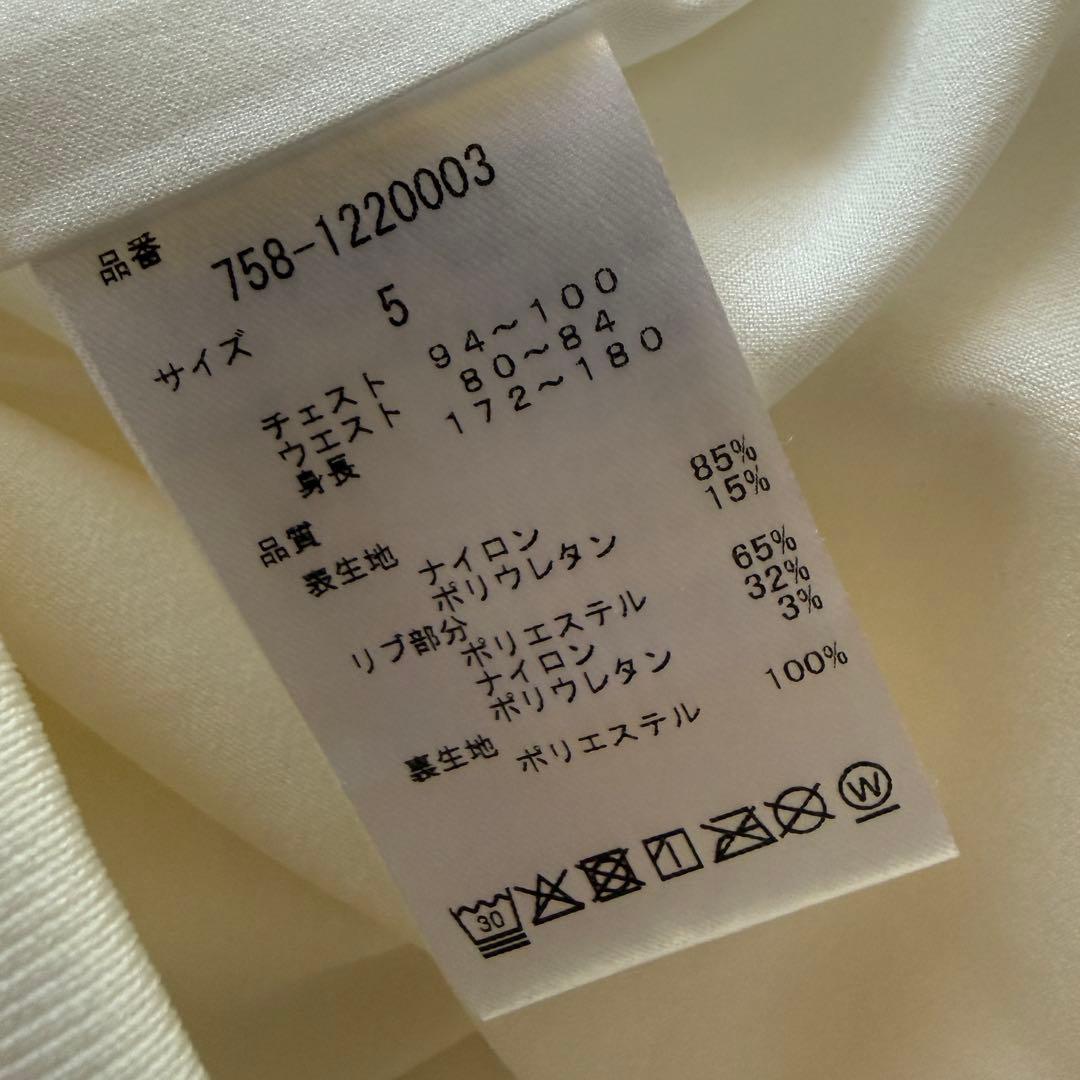 品番 758-1220003
サイズ 5
チェスト 94～100
ウエスト 80～84
身長 172～180
品質
表生地 ナイロン 85%
ポリウレタン 15%
リブ部分 ポリエステル 65%
ナイロン 32%
ポリウレタン 3%
裏生地 ポリエステル 100%
30
W